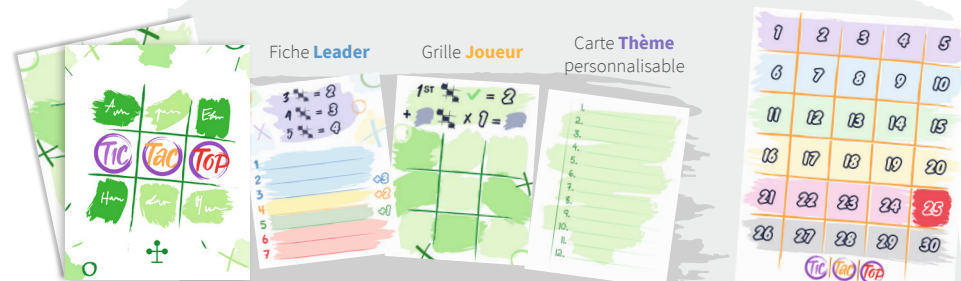 Fiche Leader
Grille Joueur
Carte Thème
personnalisable
Tic Tac Top
3 = 2
4 = 3
5 = 4
1
2
3
4
5
6
7
+3
+2
+1
1ST = 2
+ x 1 =
1.
2.
3.
4.
5.
6.
7.
8.
9.
10.
11.
12.
1 2 3 4 5
6 7 8 9 10
11 12 13 14 15
16 17 18 19 20
21 22 23 24 25
26 27 28 29 30
Tic Tac Top